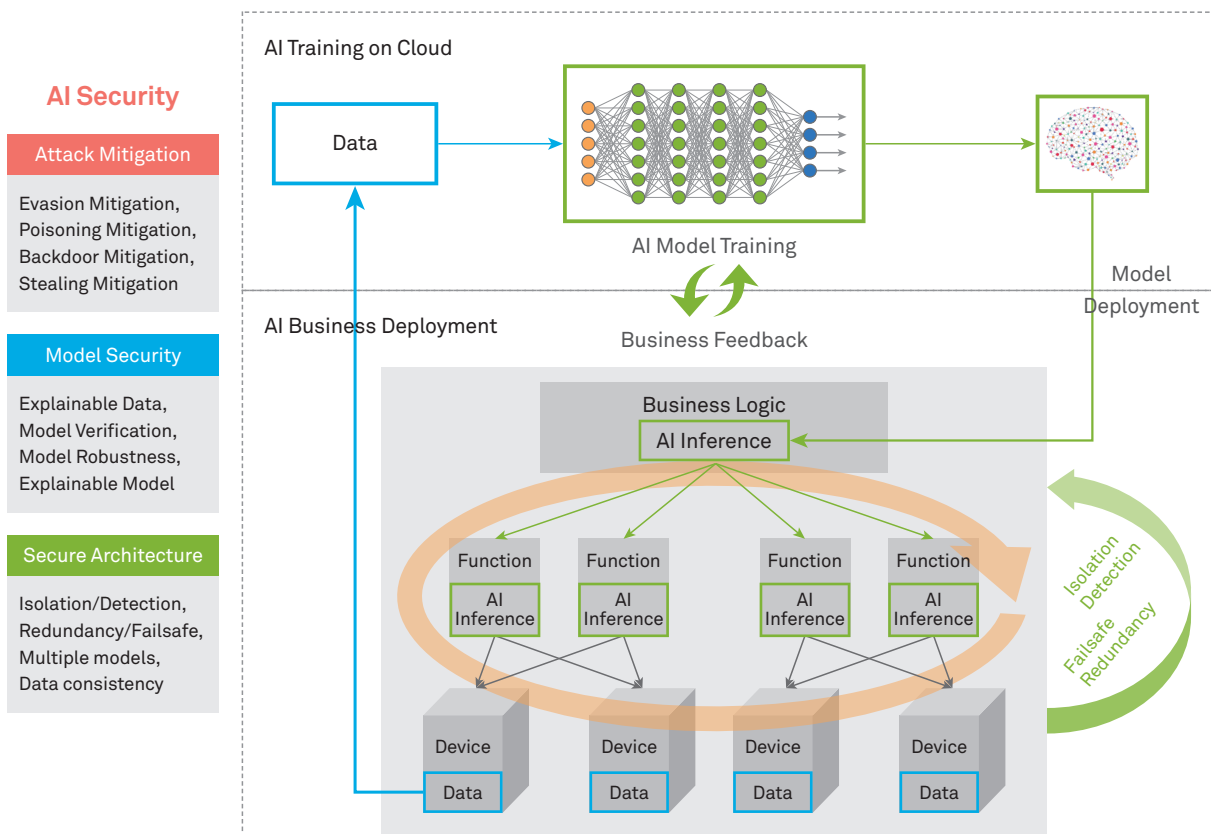 AI Security
Attack Mitigation
Evasion Mitigation,
Poisoning Mitigation,
Backdoor Mitigation,
Stealing Mitigation
Model Security
Explainable Data,
Model Verification,
Model Robustness,
Explainable Model
Secure Architecture
Isolation/Detection,
Redundancy/Failsafe,
Multiple models,
Data consistency
AI Training on Cloud
Data
AI Model Training
Model
Deployment
AI Business Deployment
Business Feedback
Business Logic
AI Inference
Function
AI
Inference
Function
AI
Inference
Function
AI
Inference
Function
AI
Inference
Device
Data
Device
Data
Device
Data
Device
Data
Isolation
Detection
Failsafe
Redundancy